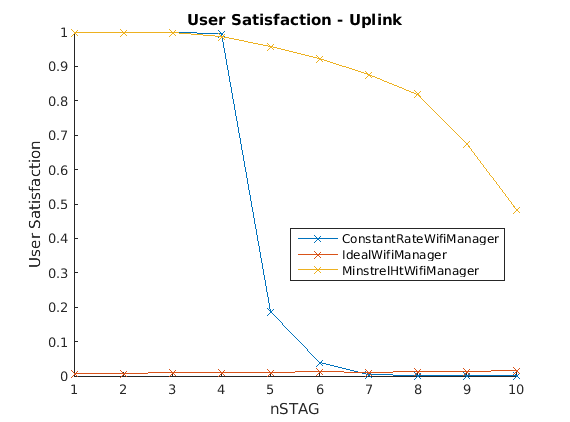 User Satisfaction - Uplink
1
0.9
0.8
0.7
0.6
0.5
0.4
0.3
0.2
0.1
0
User Satisfaction
ConstantRateWifiManager
IdealWifiManager
MinstrelHtWifiManager
1 2 3 4 5 6 7 8 9 10
nSTAG